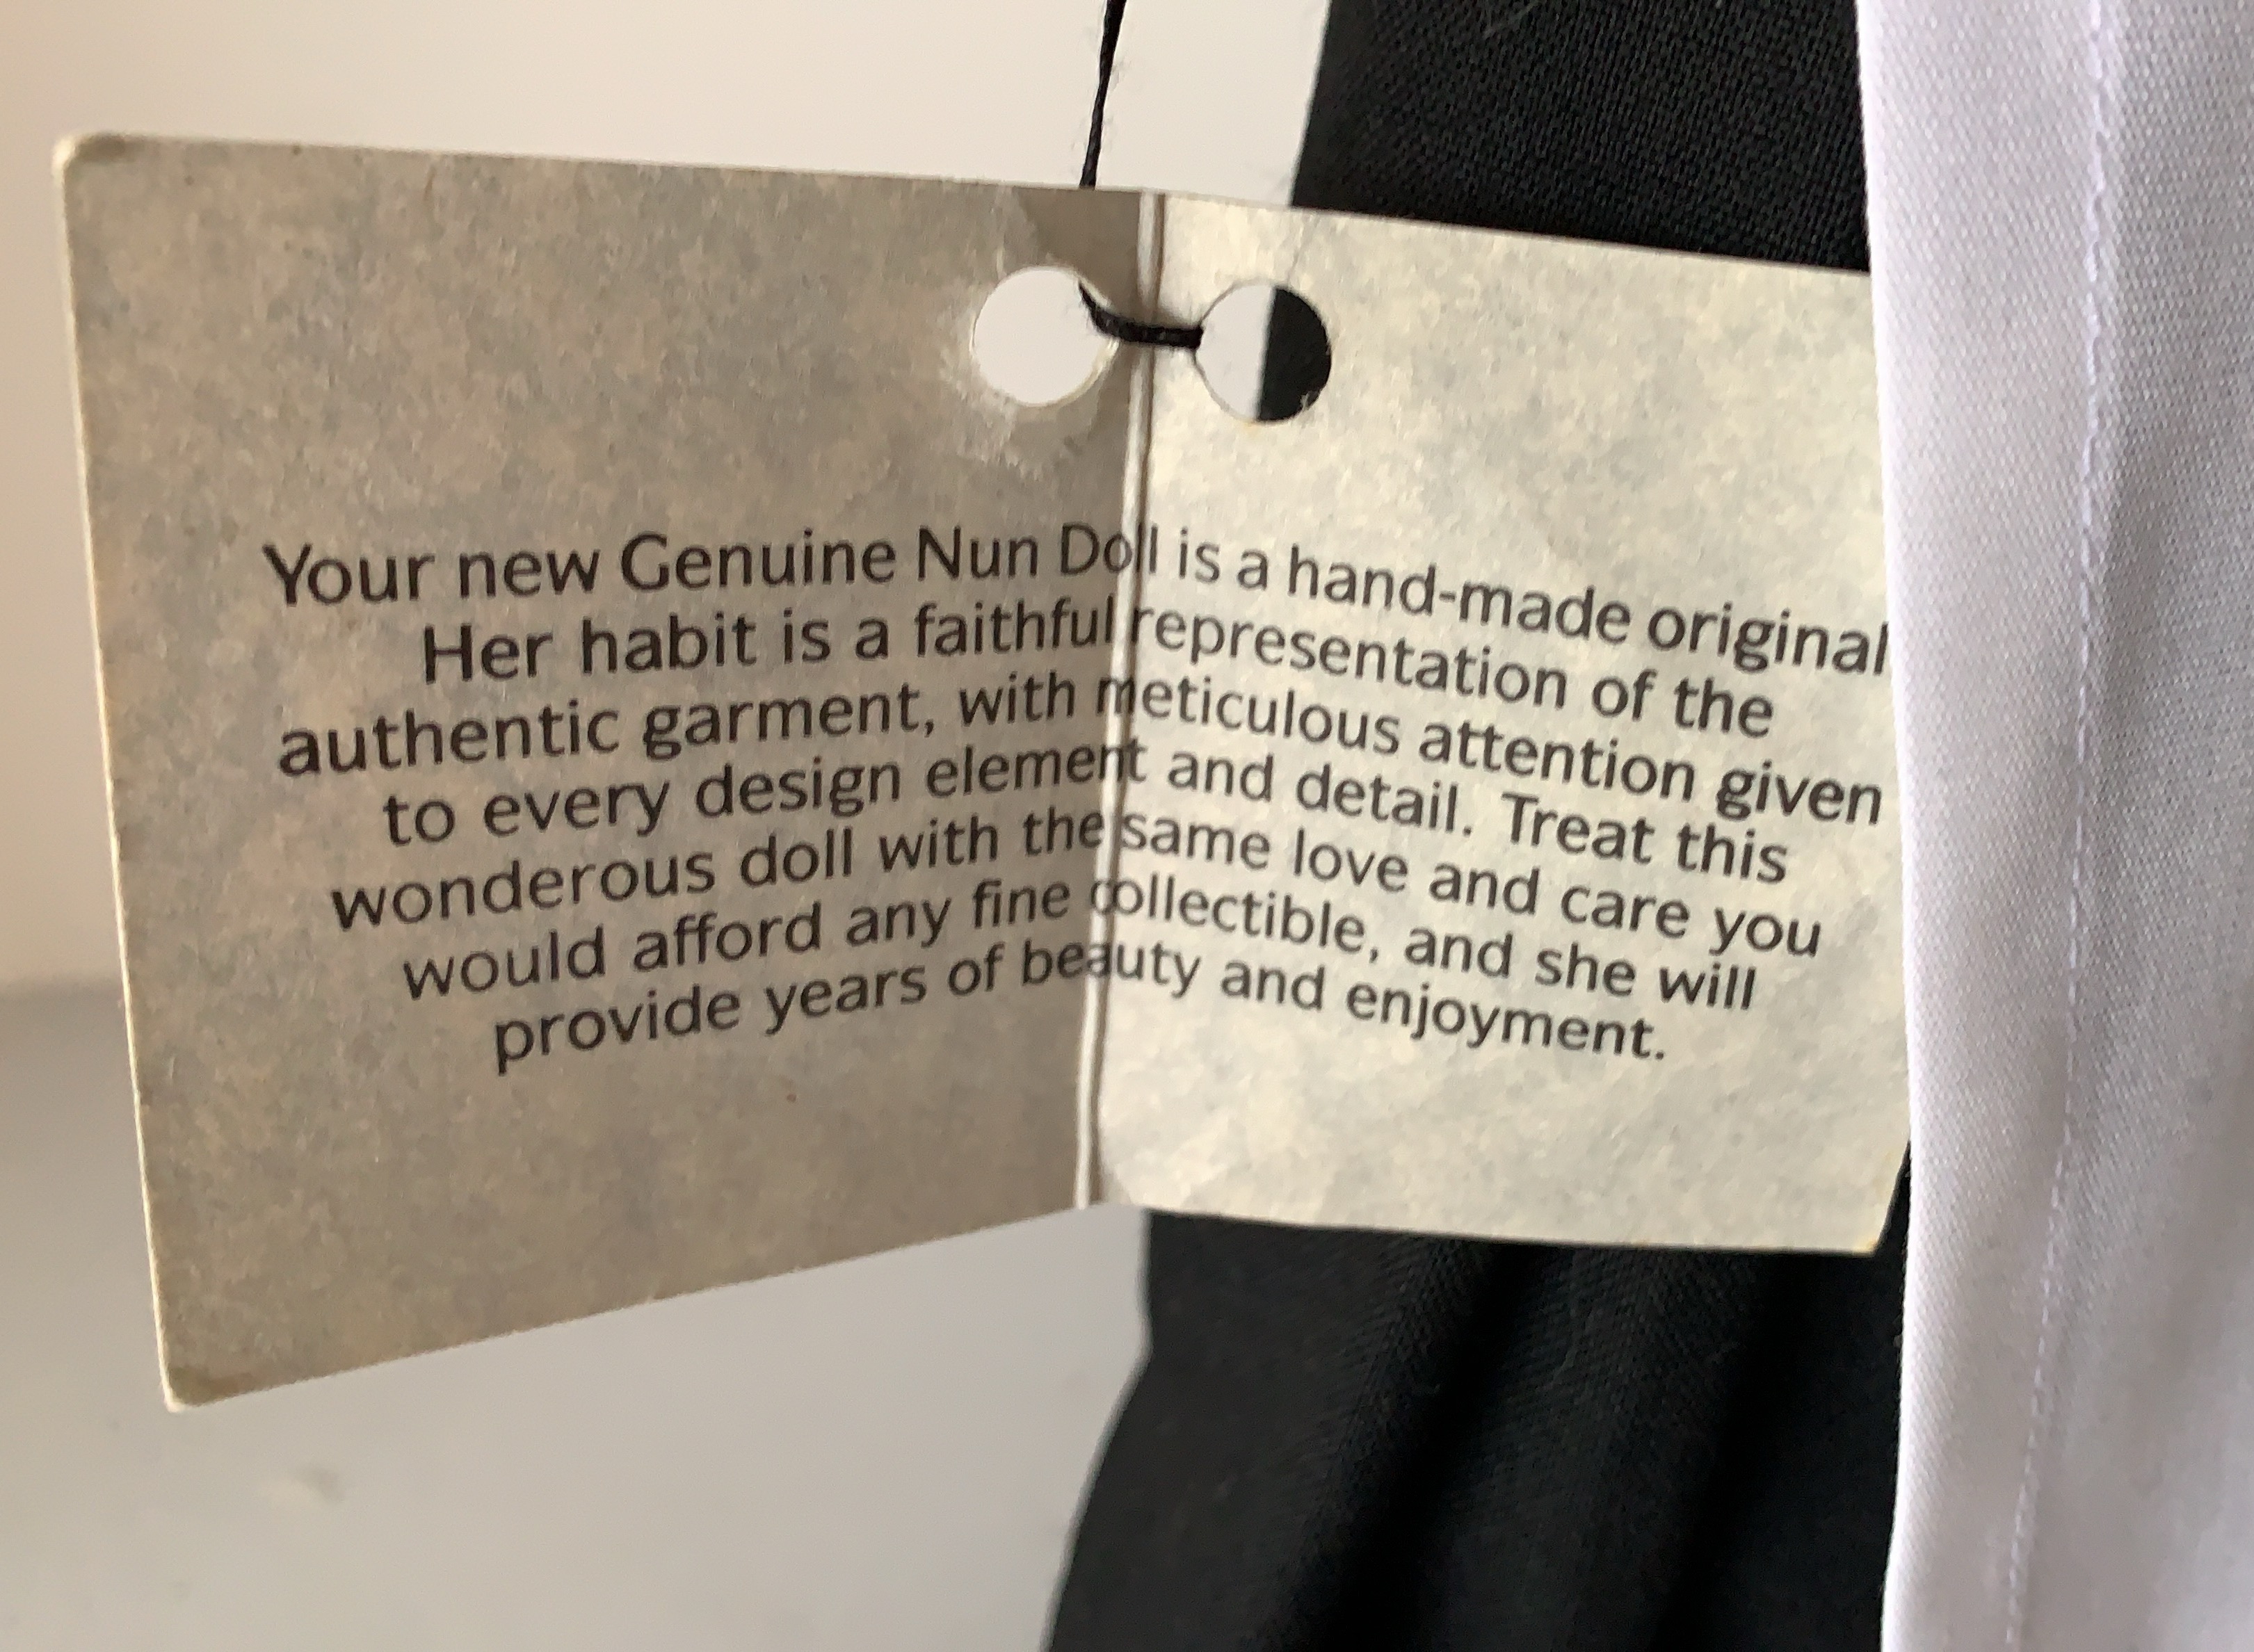 Your new Genuine Nun Doll is a hand-made original
Her habit is a faithful representation of the
authentic garment, with meticulous attention given
to every design element and detail. Treat this
wonderous doll with the same love and care you
would afford any fine collectible, and she will
provide years of beauty and enjoyment.